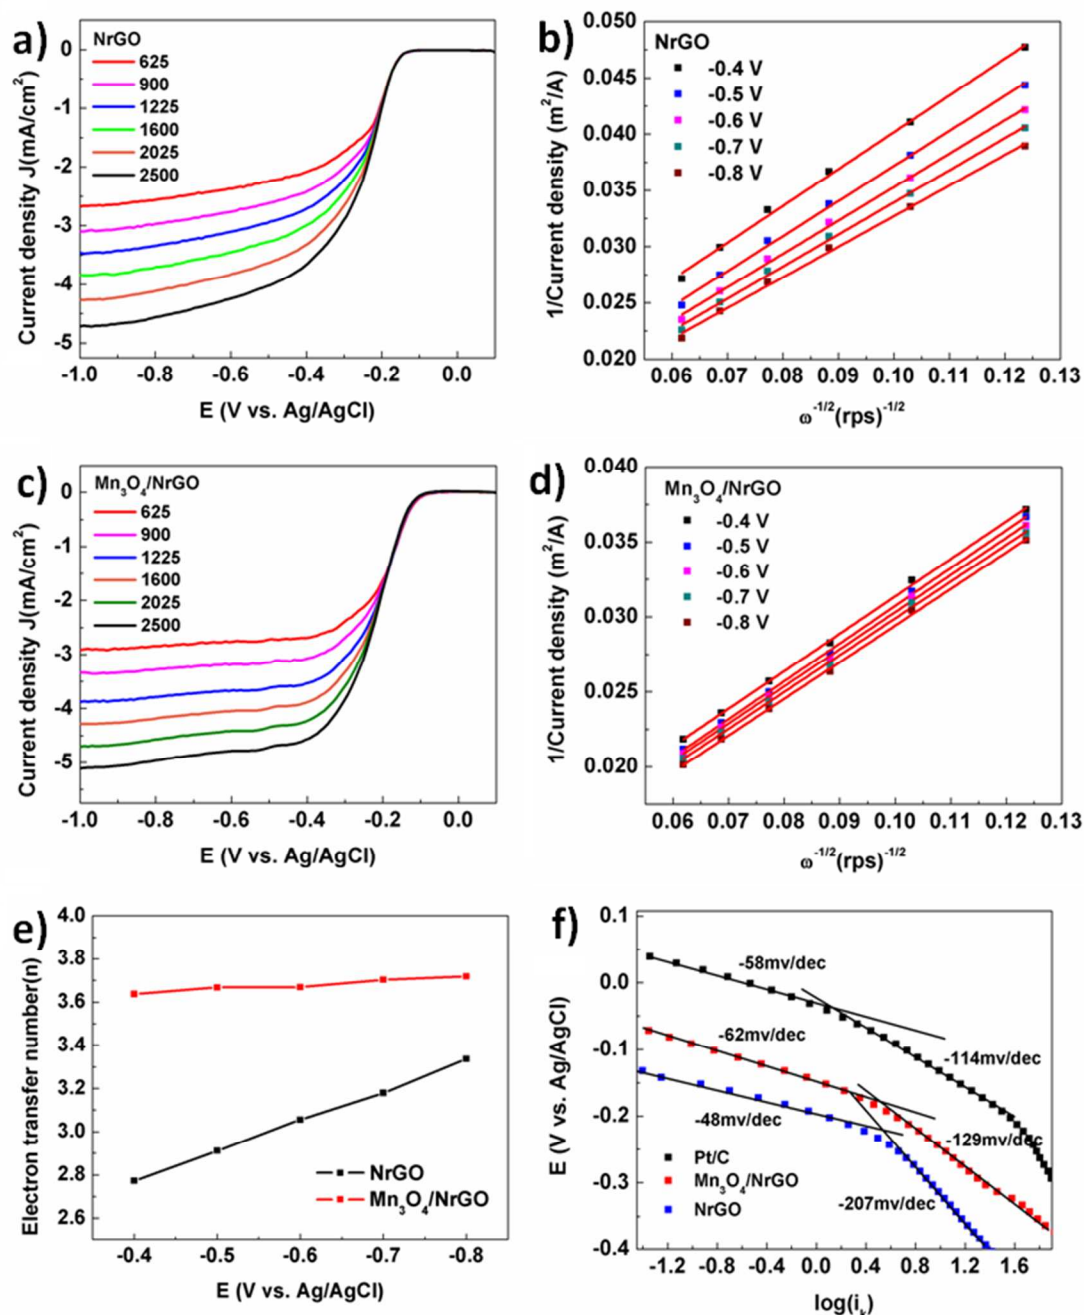 a)
NrGO
625
900
1225
1600
2025
2500
0
-1
-2
-3
-4
-5
-1.0 -0.8 -0.6 -0.4 -0.2 0.0
Current density J(mA/cm²)
E (V vs. Ag/AgCl)
b)
NrGO
-0.4 V
-0.5 V
-0.6 V
-0.7 V
-0.8 V
0.050
0.045
0.040
0.035
0.030
0.025
0.020
0.06 0.07 0.08 0.09 0.10 0.11 0.12 0.13
1/Current density (m²/A)
ω⁻¹/²(rps)⁻¹/²
c)
Mn₃O₄/NrGO
625
900
1225
1600
2025
2500
0
-1
-2
-3
-4
-5
-1.0 -0.8 -0.6 -0.4 -0.2 0.0
Current density J(mA/cm²)
E (V vs. Ag/AgCl)
d)
Mn₃O₄/NrGO
-0.4 V
-0.5 V
-0.6 V
-0.7 V
-0.8 V
0.040
0.035
0.030
0.025
0.020
0.06 0.07 0.08 0.09 0.10 0.11 0.12 0.13
1/Current density (m²/A)
ω⁻¹/²(rps)⁻¹/²
e)
4.0
3.8
3.6
3.4
3.2
3.0
2.8
2.6
NrGO
Mn₃O₄/NrGO
-0.4 -0.5 -0.6 -0.7 -0.8
Electron transfer number(n)
E (V vs. Ag/AgCl)
f)
0.1
0.0
-0.1
-0.2
-0.3
-0.4
-58mv/dec
-62mv/dec
-114mv/dec
-48mv/dec
-129mv/dec
-207mv/dec
Pt/C
Mn₃O₄/NrGO
NrGO
-1.2 -0.8 -0.4 0.0 0.4 0.8 1.2 1.6
E (V vs. Ag/AgCl)
log(iₖ)